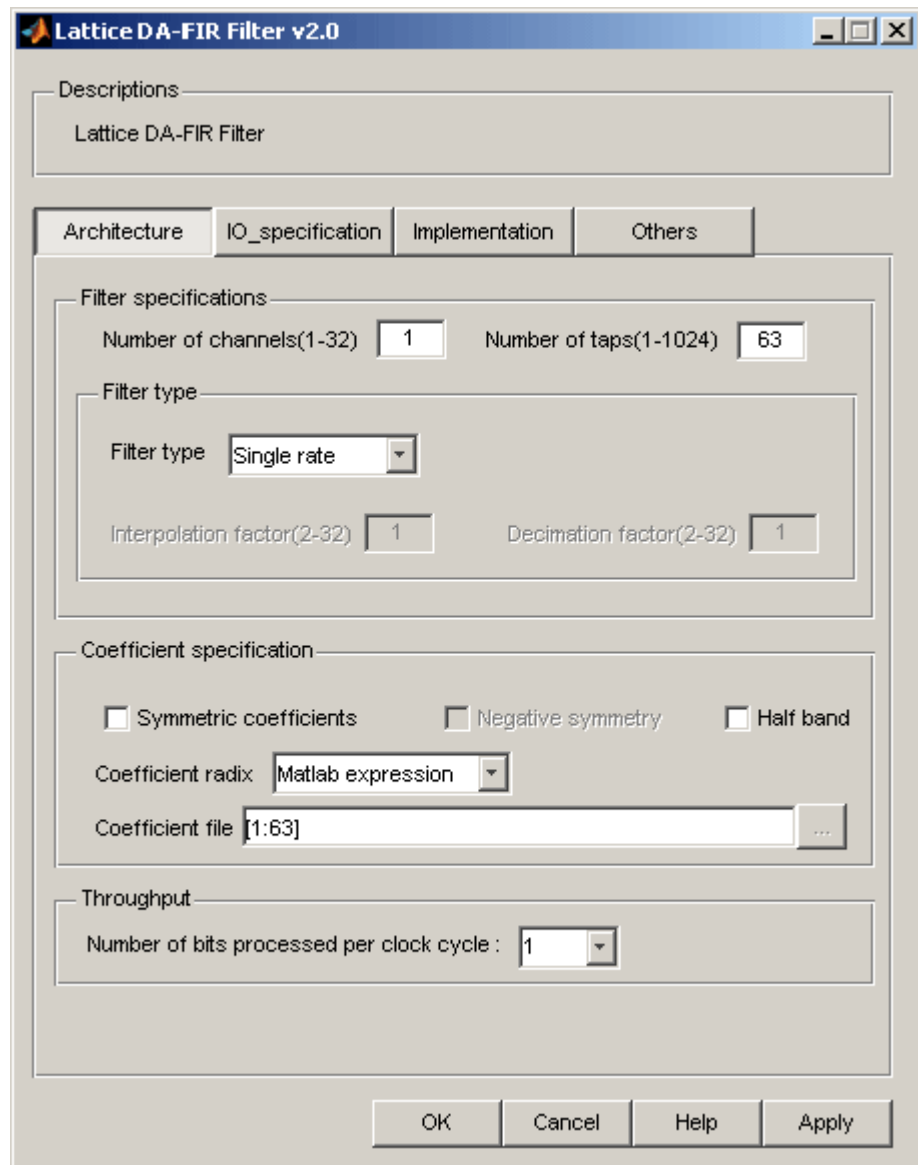 Lattice DA-FIR Filter v2.0
Descriptions
Lattice DA-FIR Filter
Architecture IO_specification Implementation Others
Filter specifications
Number of channels(1-32) 1 Number of taps(1-1024) 63
Filter type
Filter type Single rate
Interpolation factor(2-32) 1 Decimation factor(2-32) 1
Coefficient specification
Symmetric coefficients Negative symmetry Half band
Coefficient radix Matlab expression
Coefficient file [1:63] ...
Throughput
Number of bits processed per clock cycle : 1
OK Cancel Help Apply